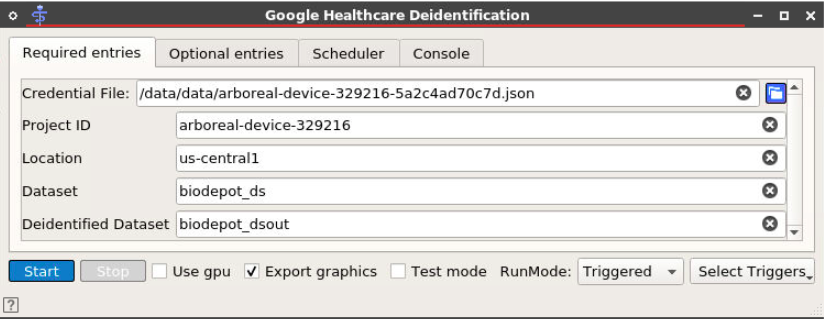 Google Healthcare Deidentification
Required entries Optional entries Scheduler Console
Credential File: /data/data/arboreal-device-329216-5a2c4ad70c7d.json
Project ID arboreal-device-329216
Location us-central1
Dataset biodepot_ds
Deidentified Dataset biodepot_dsout
Start Stop Use gpu Export graphics Test mode RunMode: Triggered Select Triggers
?